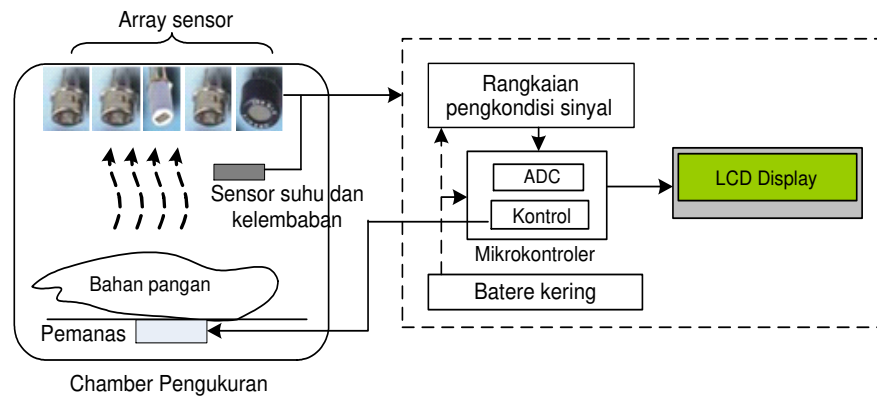 Array sensor
Sensor suhu dan
kelembaban
Bahan pangan
Pemanas
Chamber Pengukuran
Rangkaian
pengkondisi sinyal
ADC
Kontrol
Mikrokontroler
Batere kering
LCD Display